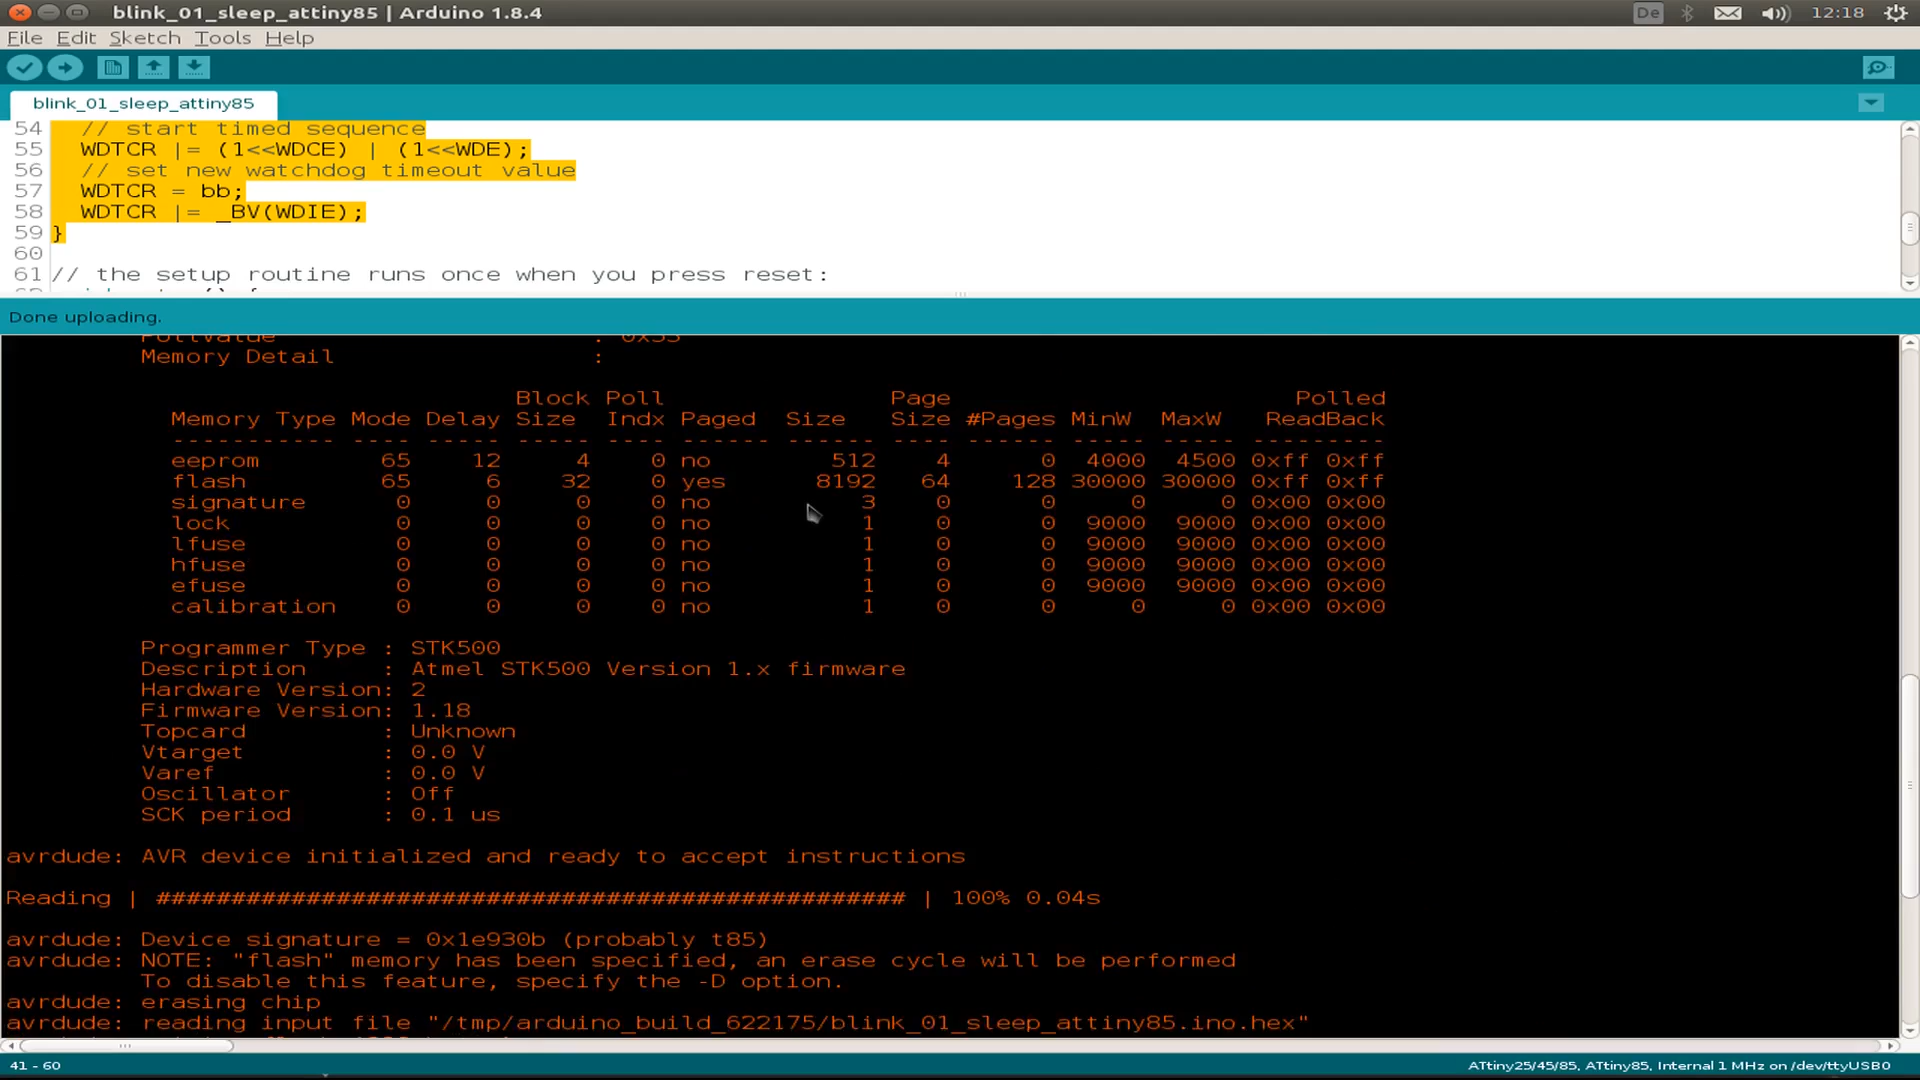 blink_01_sleep_attiny85 | Arduino 1.8.4
De 12:18
File Edit Sketch Tools Help
blink_01_sleep_attiny85
54 // start timed sequence
55 WDTCR |= (1<<WDCE) | (1<<WDE);
56 // set new watchdog timeout value
57 WDTCR = bb;
58 WDTCR |= _BV(WDIE);
59 }
60
61 // the setup routine runs once when you press reset:
Done uploading.
Memory Detail :
Block Poll Page Polled
Memory Type Mode Delay Size Indx Paged Size Size #Pages MinW MaxW ReadBack
----------- ---- ----- ----- ---- ------ ------ ---- ------ ----- ----- ---------
eeprom 65 12 4 0 no 512 4 0 4000 4500 0xff 0xff
flash 65 6 32 0 yes 8192 64 128 30000 30000 0xff 0xff
signature 0 0 0 0 no 3 0 0 0 0 0x00 0x00
lock 0 0 0 0 no 1 0 0 9000 9000 0x00 0x00
lfuse 0 0 0 0 no 1 0 0 9000 9000 0x00 0x00
hfuse 0 0 0 0 no 1 0 0 9000 9000 0x00 0x00
efuse 0 0 0 0 no 1 0 0 9000 9000 0x00 0x00
calibration 0 0 0 0 no 1 0 0 0 0 0x00 0x00
Programmer Type : STK500
Description : Atmel STK500 Version 1.x firmware
Hardware Version: 2
Firmware Version: 1.18
Topcard : Unknown
Vtarget : 0.0 V
Varef : 0.0 V
Oscillator : Off
SCK period : 0.1 us
avrdude: AVR device initialized and ready to accept instructions
Reading | ################################################## | 100% 0.04s
avrdude: Device signature = 0x1e930b (probably t85)
avrdude: NOTE: "flash" memory has been specified, an erase cycle will be performed
To disable this feature, specify the -D option.
avrdude: erasing chip
avrdude: reading input file "/tmp/arduino_build_622175/blink_01_sleep_attiny85.ino.hex"
41 - 60 ATtiny25/45/85, ATtiny85, Internal 1 MHz on /dev/ttyUSB0